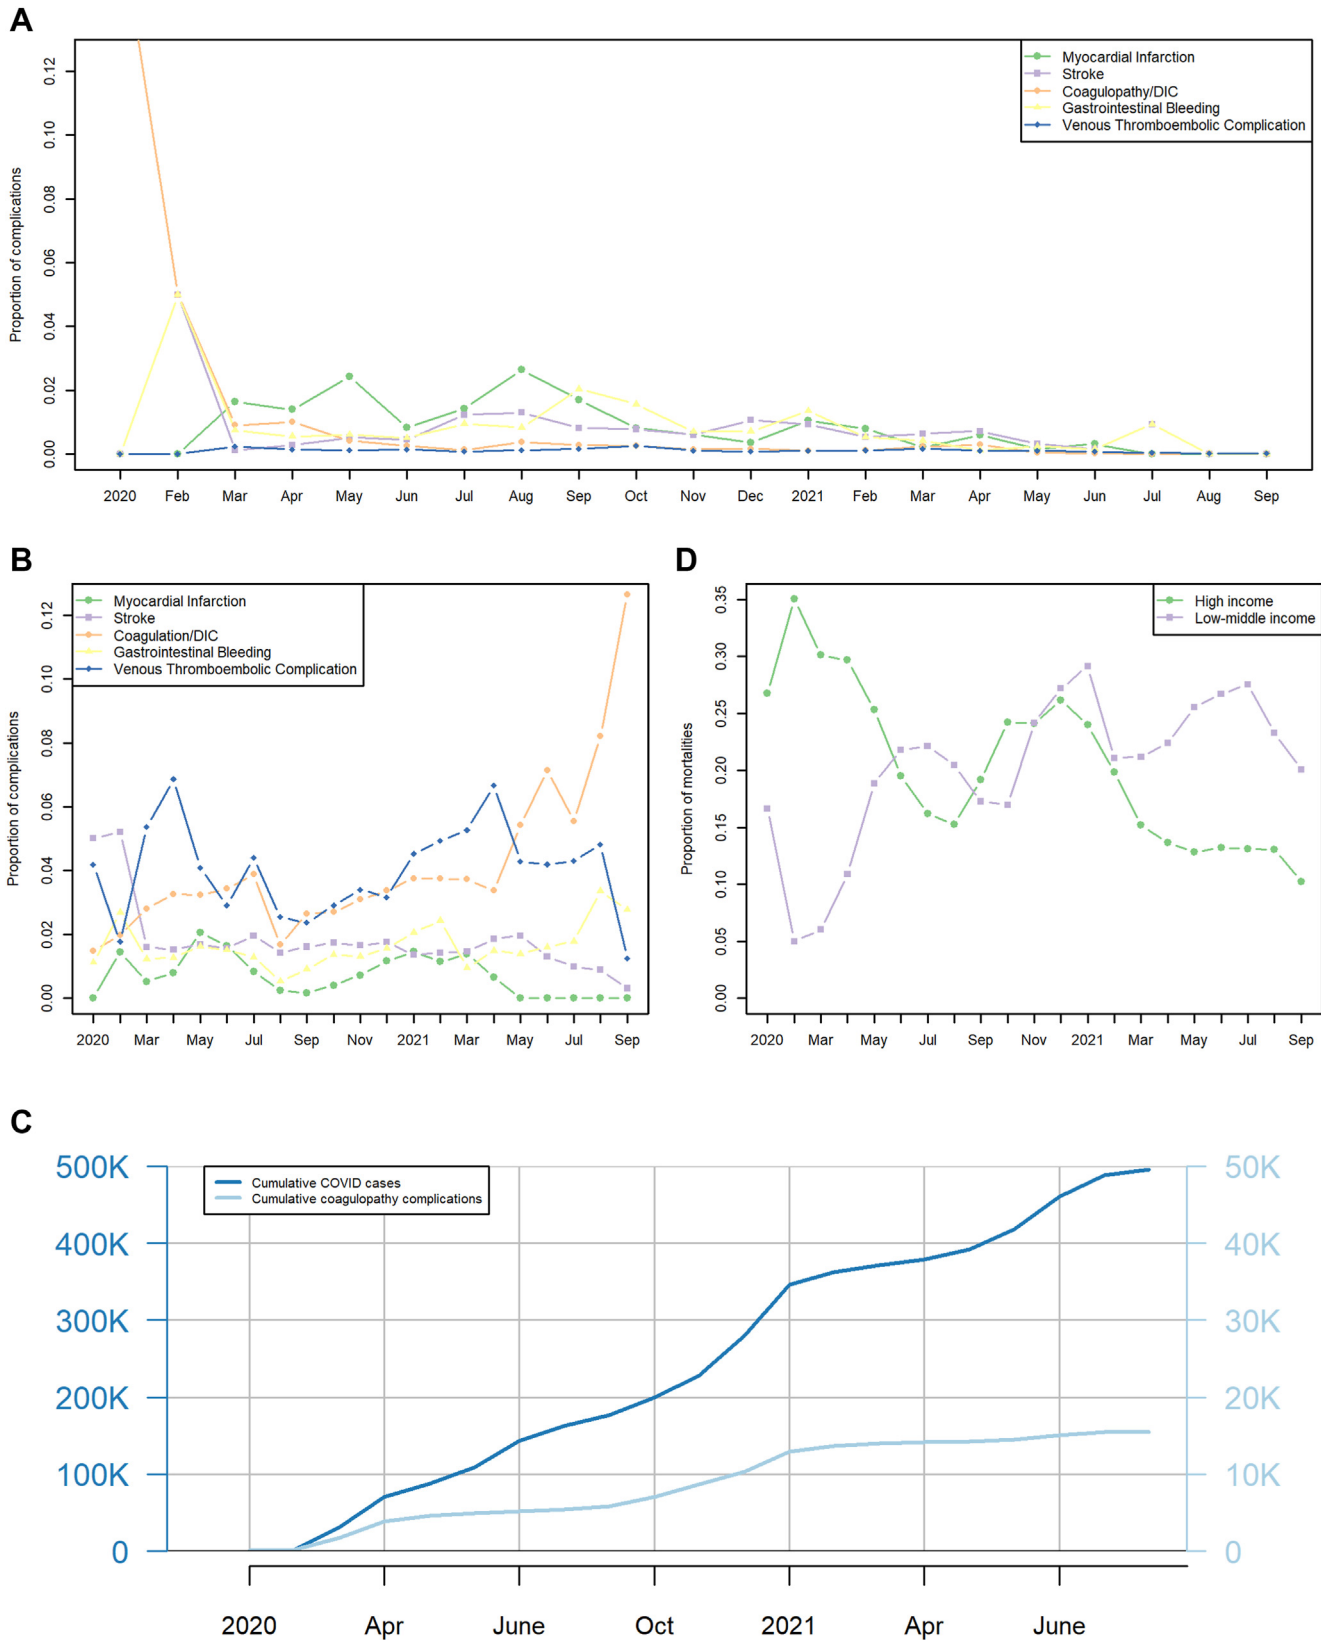 A
Proportion of complications
0.12
0.10
0.08
0.06
0.04
0.02
0.00
Myocardial Infarction
Stroke
Coagulopathy/DIC
Gastrointestinal Bleeding
Venous Thromboembolic Complication
2020 Feb Mar Apr May Jun Jul Aug Sep Oct Nov Dec 2021 Feb Mar Apr May Jun Jul Aug Sep
B
Proportion of complications
0.12
0.10
0.08
0.06
0.04
0.02
0.00
Myocardial Infarction
Stroke
Coagulation/DIC
Gastrointestinal Bleeding
Venous Thromboembolic Complication
2020 Mar May Jul Sep Nov 2021 Mar May Jul Sep
D
Proportion of mortalities
0.35
0.30
0.25
0.20
0.15
0.10
0.05
0.00
High income
Low-middle income
2020 Mar May Jul Sep Nov 2021 Mar May Jul Sep
C
500K
400K
300K
200K
100K
0
Cumulative COVID cases
Cumulative coagulopathy complications
50K
40K
30K
20K
10K
0
2020 Apr June Oct 2021 Apr June